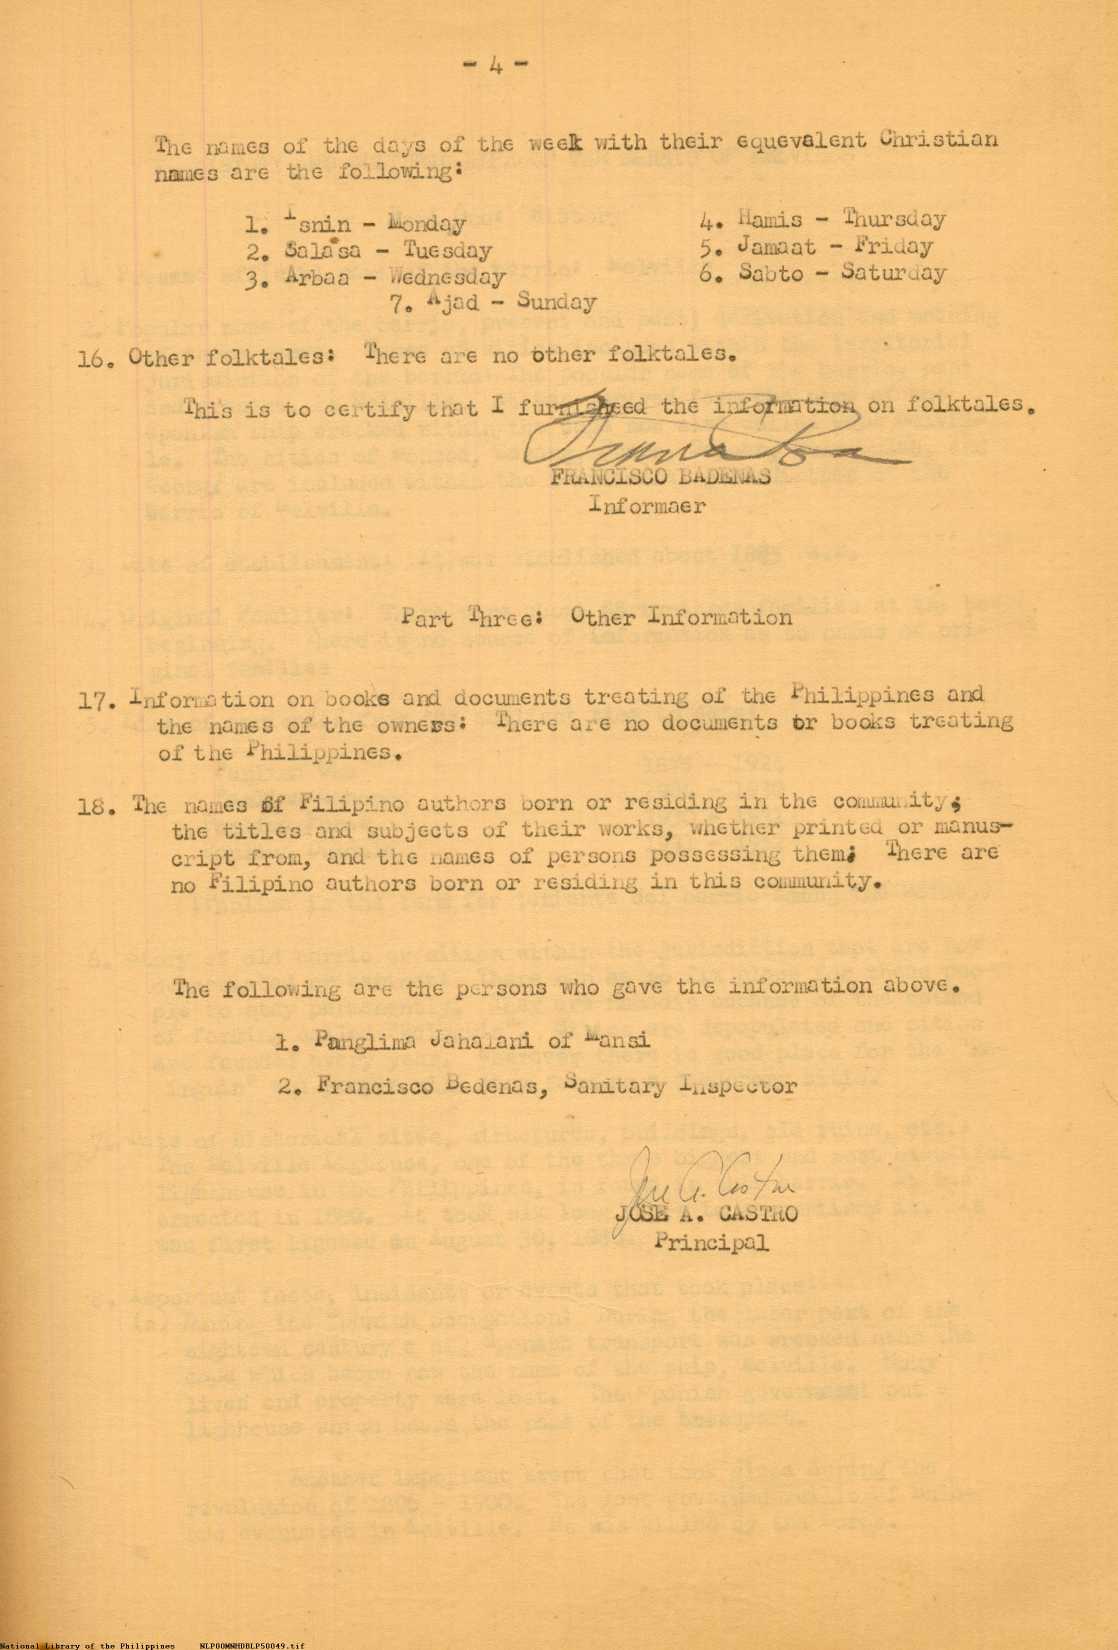 - 4 -
The names of the days of the week with their equevalent Christian
names are the following:
1. Isnin - Monday
2. Salasa - Tuesday
3. Arbaa - Wednesday
4. Hamis - Thursday
5. Jamaat - Friday
6. Sabto - Saturday
7. Ajad - Sunday
16. Other folktales: There are no other folktales.
This is to certify that I furnisheed the information on folktales.
FRANCISCO BADENAS
Informaer
Part Three: Other Information
17. Information on books and documents treating of the Philippines and
the names of the owners: There are no documents or books treating
of the Philippines.
18. The names of Filipino authors born or residing in the community;
the titles and subjects of their works, whether printed or manus-
cript from, and the names of persons possessing them; There are
no Filipino authors born or residing in this community.
The following are the persons who gave the information above.
1. Panglima Jahalani of Mansi
2. Francisco Bedenas, Sanitary Inspector
Jose A. Castro
JOSE A. CASTRO
Principal
National Library of the Philippines NLP00MNHDBLP50049.tif